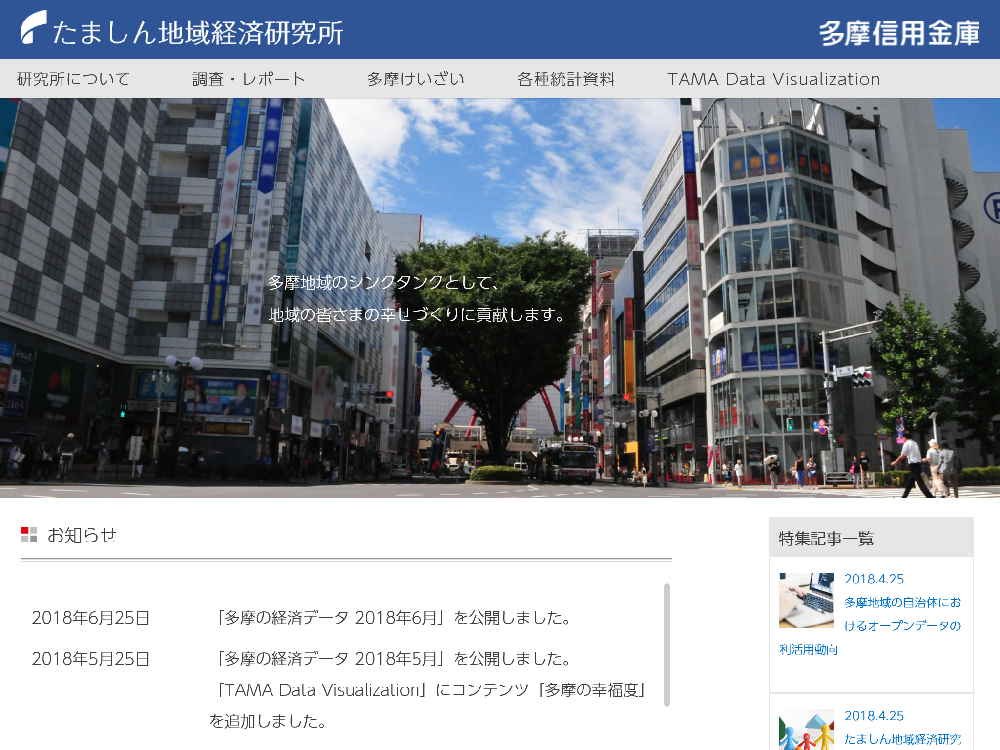 たましん地域経済研究所
多摩信用金庫
研究所について 調査・レポート 多摩けいざい 各種統計資料 TAMA Data Visualization
多摩地域のシンクタンクとして、
地域の皆さまの幸せづくりに貢献します。
お知らせ
2018年6月25日 「多摩の経済データ 2018年6月」を公開しました。
2018年5月25日 「多摩の経済データ 2018年5月」を公開しました。
「TAMA Data Visualization」にコンテンツ「多摩の幸福度」
を追加しました。
特集記事一覧
2018.4.25
多摩地域の自治体にお
けるオープンデータの
利活用動向
2018.4.25
たましん地域経済研究